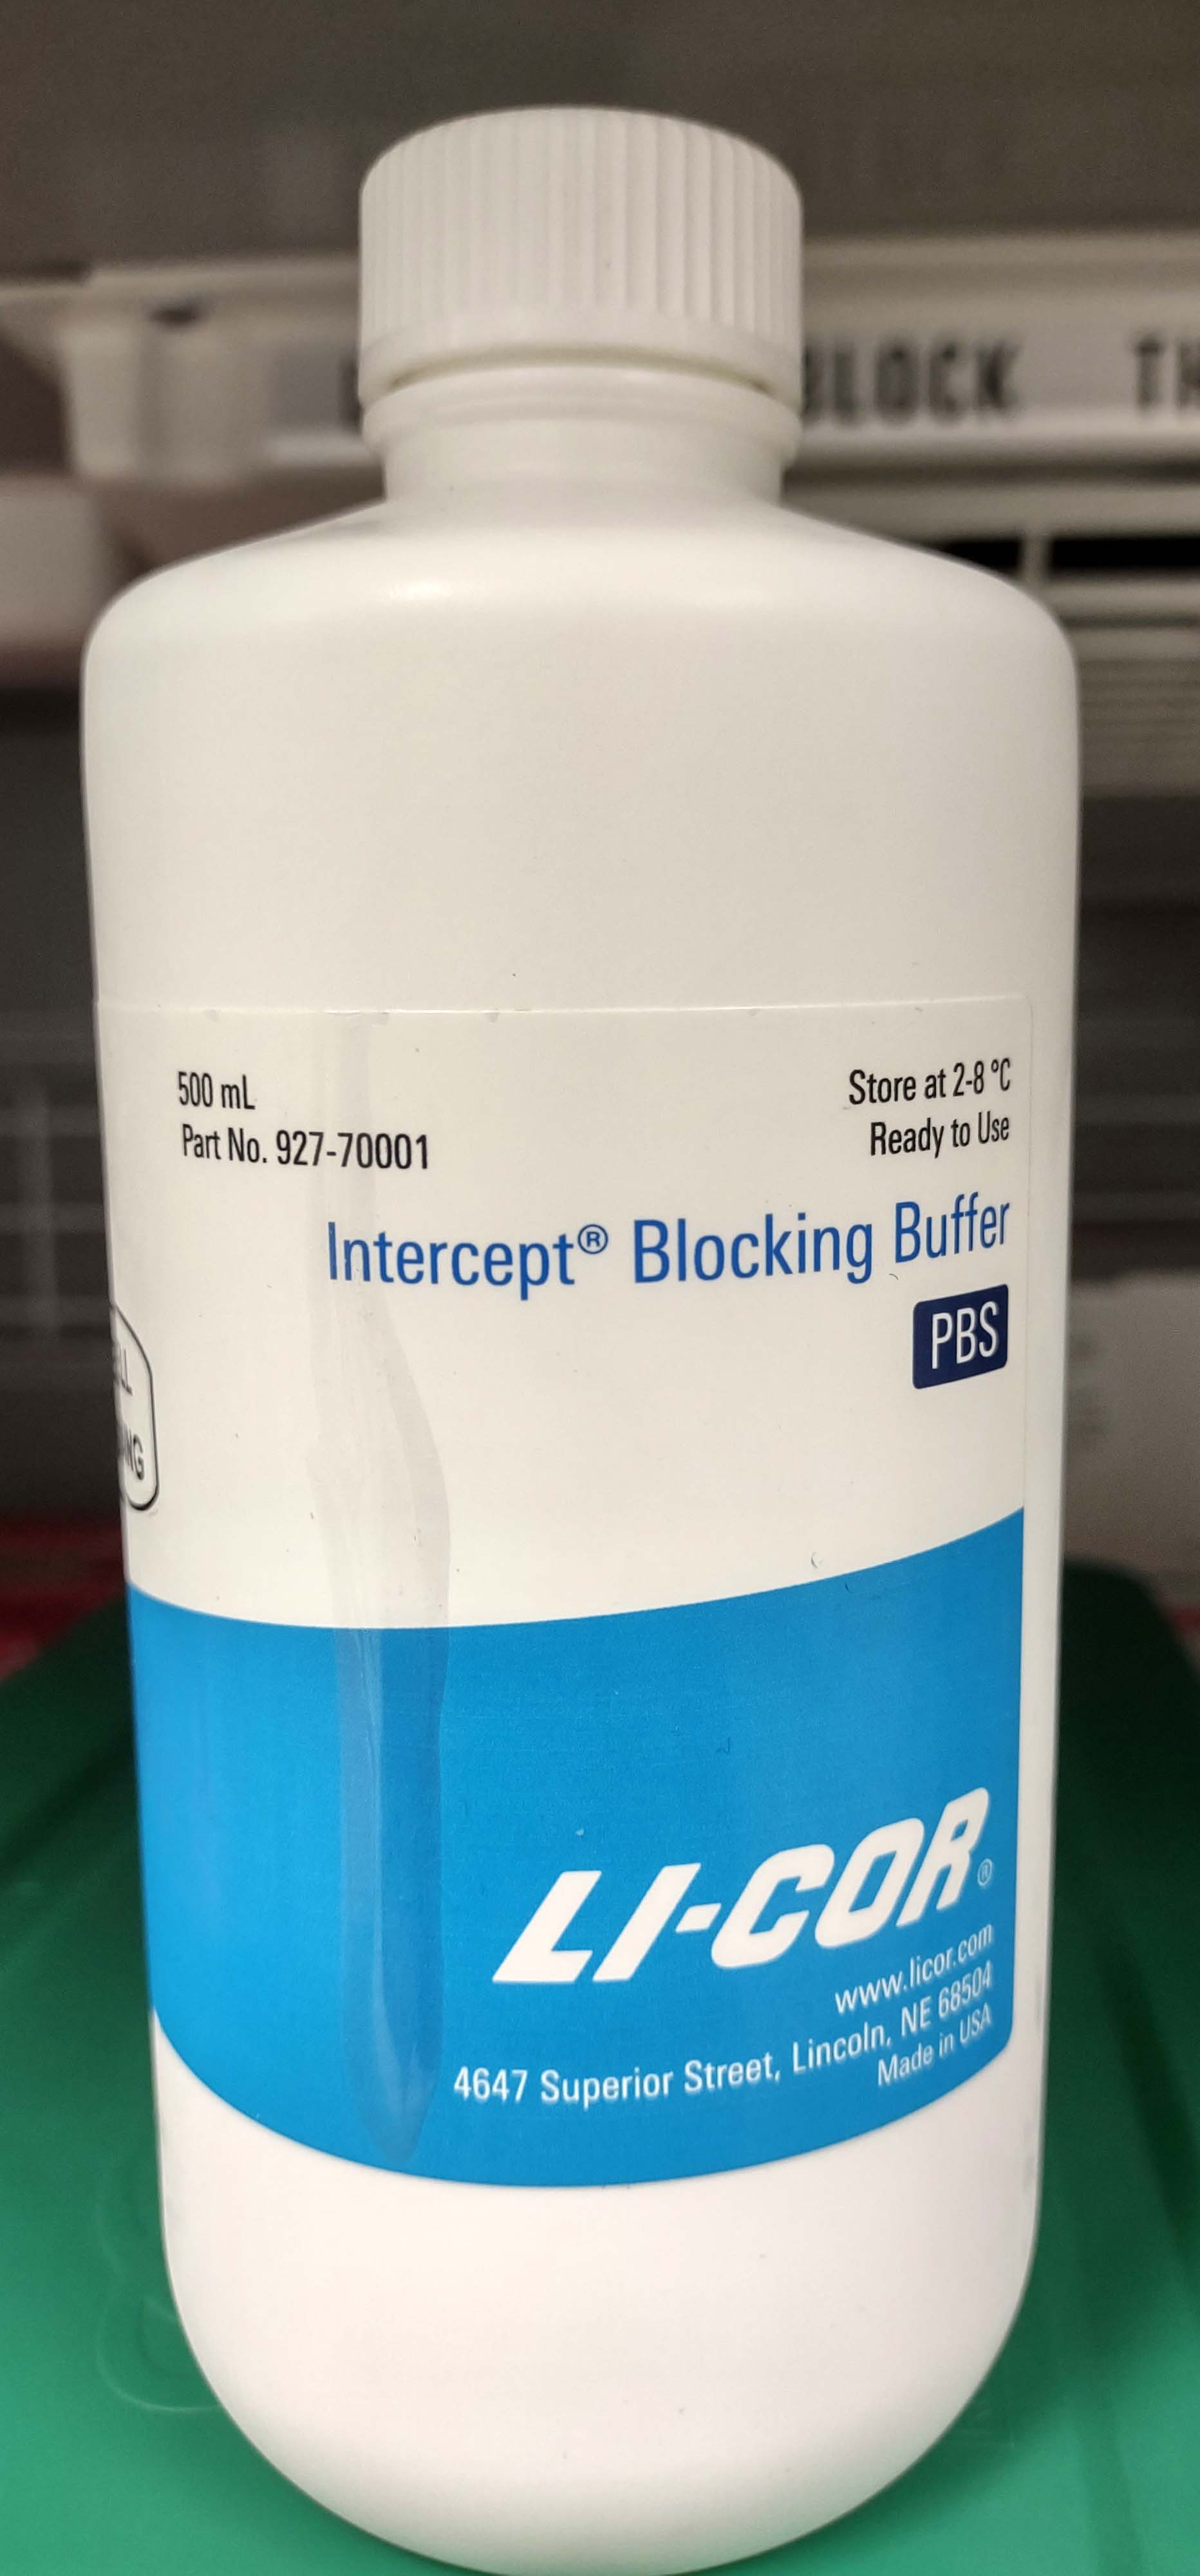 BLOCK
500 mL
Part No. 927-70001
Store at 2-8 °C
Ready to Use
Intercept® Blocking Buffer
PBS
LI-COR®
www.licor.com
4647 Superior Street, Lincoln, NE 68504
Made in USA